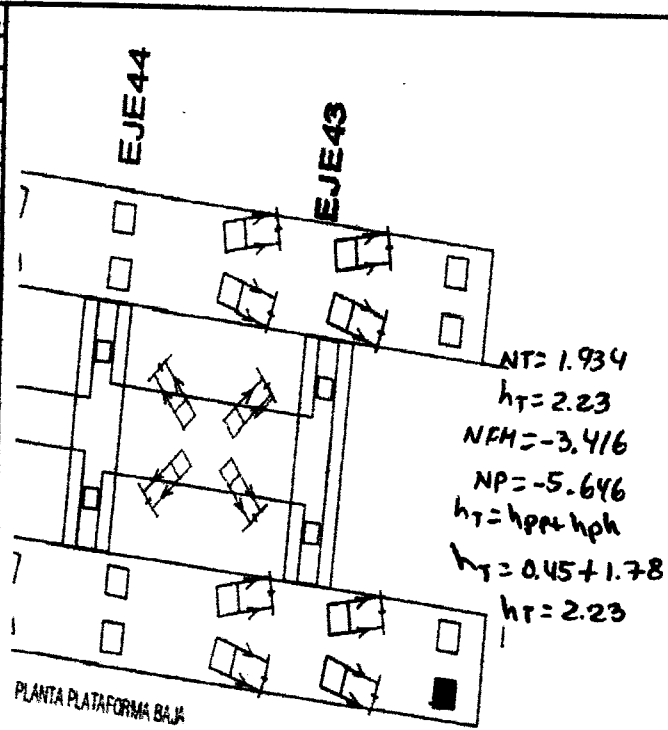 EJE44
EJE43
NT= 1.934
hT= 2.23
NFH=-3.416
NP=-5.646
hT=hpp+hph
hT=0.45+1.78
hT=2.23
PLANTA PLATAFORMA BAJA